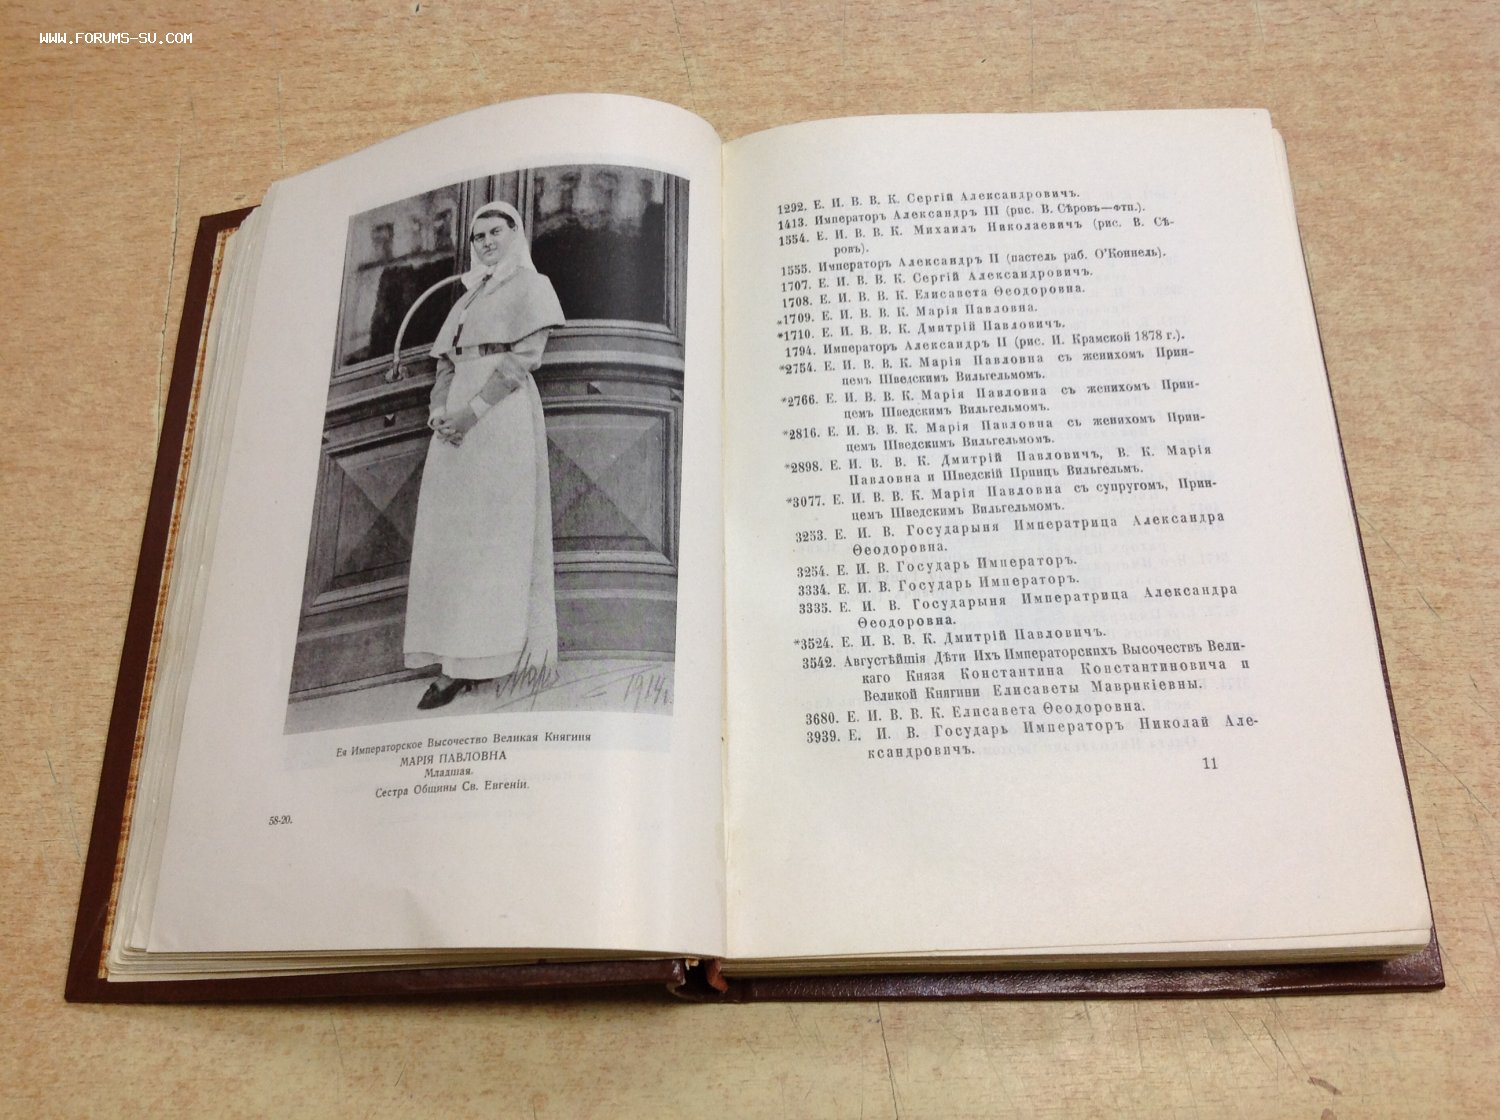 WWW.FORUMS-SU.COM
1914г.
Ея Императорское Высочество Великая Княгиня
МАРІЯ ПАВЛОВНА
Младшая.
Сестра Общины Св. Евгеніи.
58-20.
1292. Е. И. В. В. К. Сергій Александровичъ.
1413. Императоръ Александръ III (рис. В. Сѣровъ—фтп.).
1554. Е. И. В. В. К. Михаилъ Николаевичъ (рис. В. Сѣ-
ровъ).
1555. Императоръ Александръ II (пастель раб. О'Коннель).
1707. Е. И. В. В. К. Сергій Александровичъ.
1708. Е. И. В. В. К. Елисавета Ѳеодоровна.
*1709. Е. И. В. В. К. Марія Павловна.
*1710. Е. И. В. В. К. Дмитрій Павловичъ.
1794. Императоръ Александръ II (рис. И. Крамской 1878 г.).
*2754. Е. И. В. В. К. Марія Павловна съ женихомъ Прин-
цемъ Шведскимъ Вильгельмомъ.
*2766. Е. И. В. В. К. Марія Павловна съ женихомъ Прин-
цемъ Шведскимъ Вильгельмомъ.
*2816. Е. И. В. В. К. Марія Павловна съ женихомъ Прин-
цемъ Шведскимъ Вильгельмомъ.
*2898. Е. И. В. В. К. Дмитрій Павловичъ, В. К. Марія
Павловна и Шведскій Принцъ Вильгельм.
*3077. Е. И. В. В. К. Марія Павловна съ супругомъ, Прин-
цемъ Шведскимъ Вильгельмомъ.
3253. Е. И. В. Государыня Императрица Александра
Ѳеодоровна.
3254. Е. И. В. Государь Императоръ.
3334. Е. И. В. Государь Императоръ.
3335. Е. И. В. Государыня Императрица Александра
Ѳеодоровна.
*3524. Е. И. В. В. К. Дмитрій Павловичъ.
3542. Августѣйшія Дѣти Ихъ Императорскихъ Высочествъ Вели-
каго Князя Константина Константиновича и
Великой Княгини Елисаветы Маврикіевны.
3680. Е. И. В. В. К. Елисавета Ѳеодоровна.
3939. Е. И. В. Государь Императоръ Николай Але-
ксандровичъ.
11